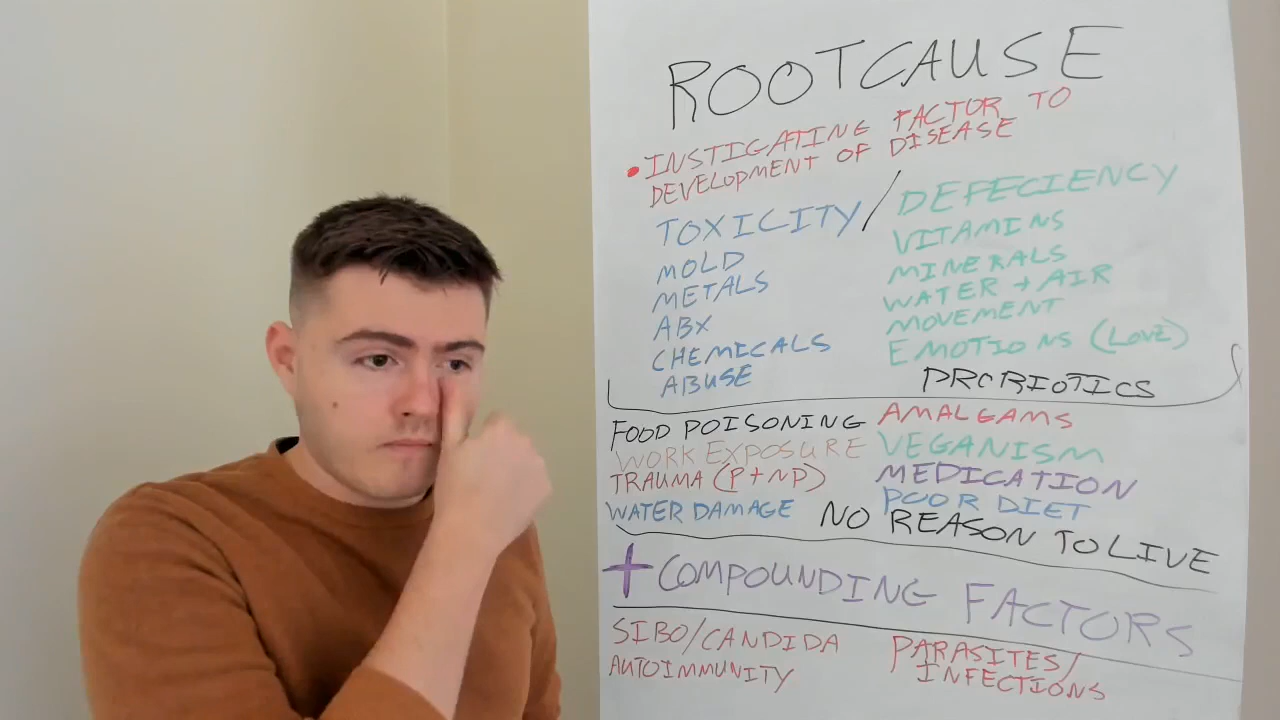 ROOTCAUSE
• INSTIGATING FACTOR TO
DEVELOPMENT OF DISEASE
TOXICITY / DEFECIENCY
MOLD
METALS
ABX
CHEMICALS
ABUSE
VITAMINS
MINERALS
WATER + AIR
MOVEMENT
EMOTIONS (LOVE)
PROBIOTICS
FOOD POISONING
WORK EXPOSURE
TRAUMA (P+NP)
WATER DAMAGE
AMALGAMS
VEGANISM
MEDICATION
POOR DIET
NO REASON TO LIVE
+ COMPOUNDING FACTORS
SIBO/CANDIDA
AUTOIMMUNITY
PARASITES/
INFECTIONS